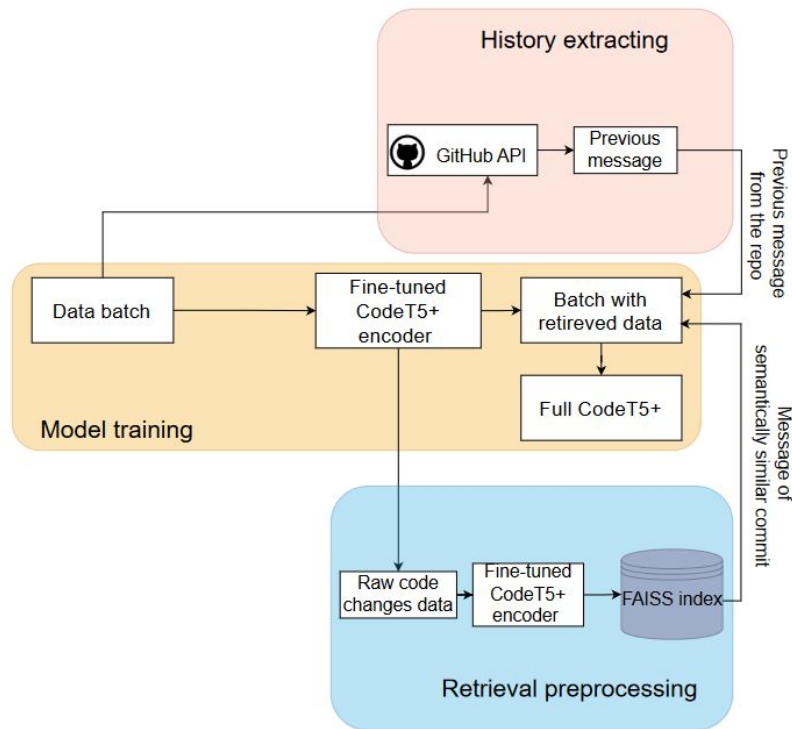 History extracting
GitHub API
Previous
message
Previous message
from the repo
Data batch
Fine-tuned
CodeT5+
encoder
Batch with
retireved data
Full CodeT5+
Model training
Message of
semantically similar commit
Raw code
changes data
Fine-tuned
CodeT5+
encoder
FAISS index
Retrieval preprocessing